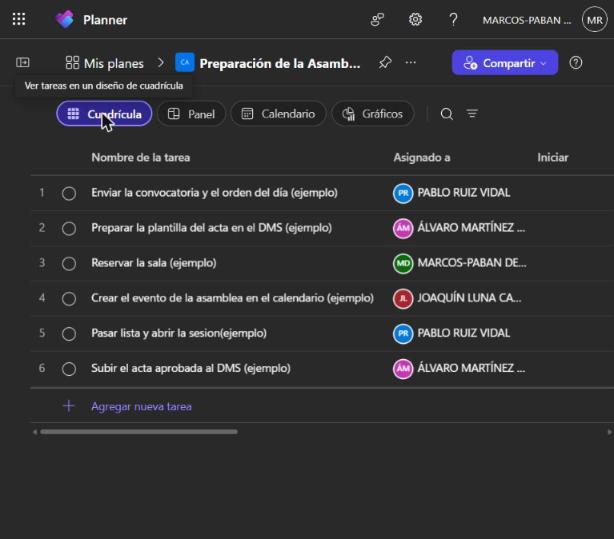 Planner
MARCOS-PABAN ...
MR
Mis planes
CA
Preparación de la Asamb...
Compartir
Ver tareas en un diseño de cuadrícula
Cuadrícula
Panel
Calendario
Gráficos
Nombre de la tarea
Asignado a
Iniciar
1 Enviar la convocatoria y el orden del día (ejemplo) PR PABLO RUIZ VIDAL
2 Preparar la plantilla del acta en el DMS (ejemplo) ÁM ÁLVARO MARTÍNEZ ...
3 Reservar la sala (ejemplo) MD MARCOS-PABAN DE...
4 Crear el evento de la asamblea en el calendario (ejemplo) JL JOAQUÍN LUNA CA...
5 Pasar lista y abrir la sesion(ejemplo) PR PABLO RUIZ VIDAL
6 Subir el acta aprobada al DMS (ejemplo) ÁM ÁLVARO MARTÍNEZ ...
Agregar nueva tarea